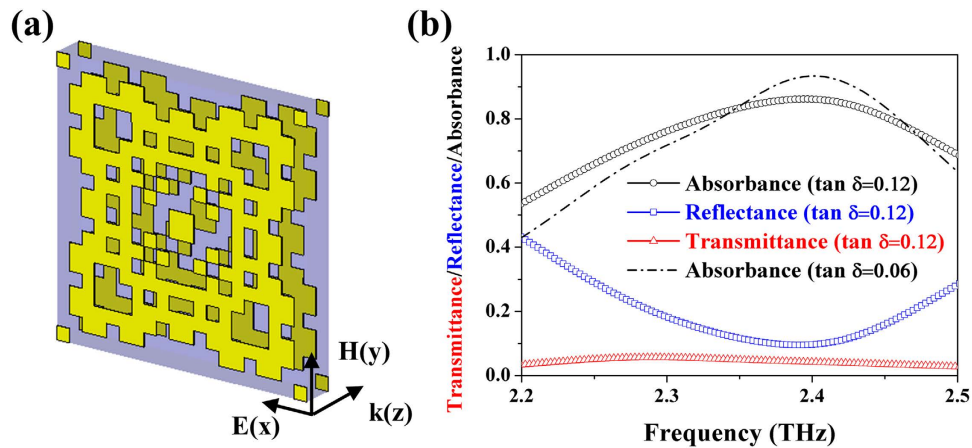 (a)
H(y)
E(x)
k(z)
(b)
Transmittance/Reflectance/Absorbance
1.0
0.8
0.6
0.4
0.2
0.0
Absorbance (tan δ=0.12)
Reflectance (tan δ=0.12)
Transmittance (tan δ=0.12)
Absorbance (tan δ=0.06)
2.2
2.3
2.4
2.5
Frequency (THz)